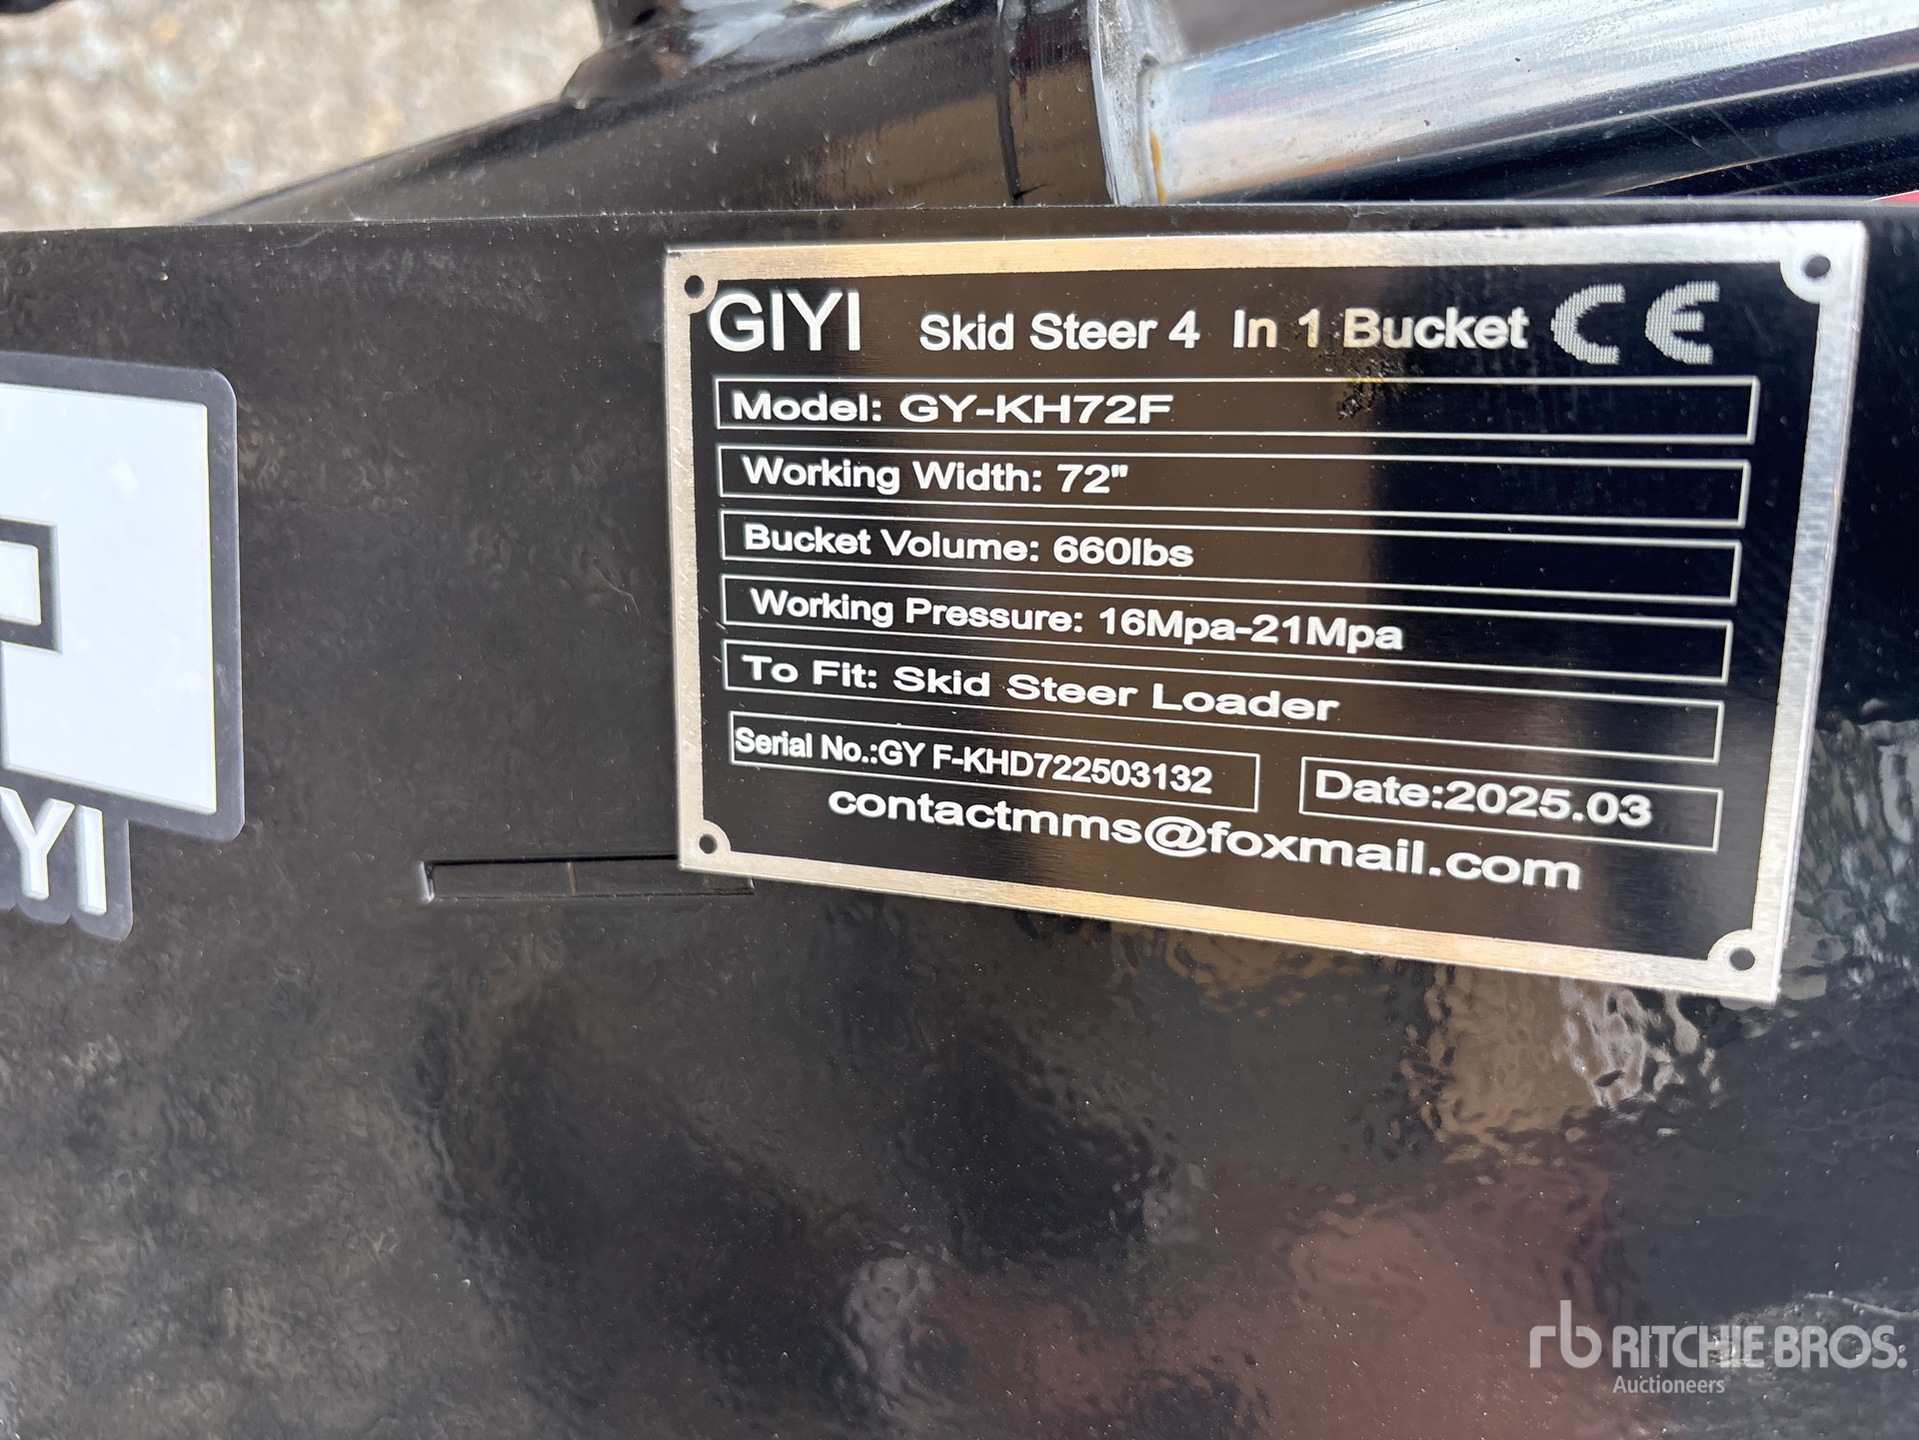 GIYI Skid Steer 4 In 1 Bucket CE
Model: GY-KH72F
Working Width: 72"
Bucket Volume: 660lbs
Working Pressure: 16Mpa-21Mpa
To Fit: Skid Steer Loader
Serial No.:GY F-KHD722503132 Date:2025.03
contactmms@foxmail.com
YI
rb RITCHIE BROS.
Auctioneers